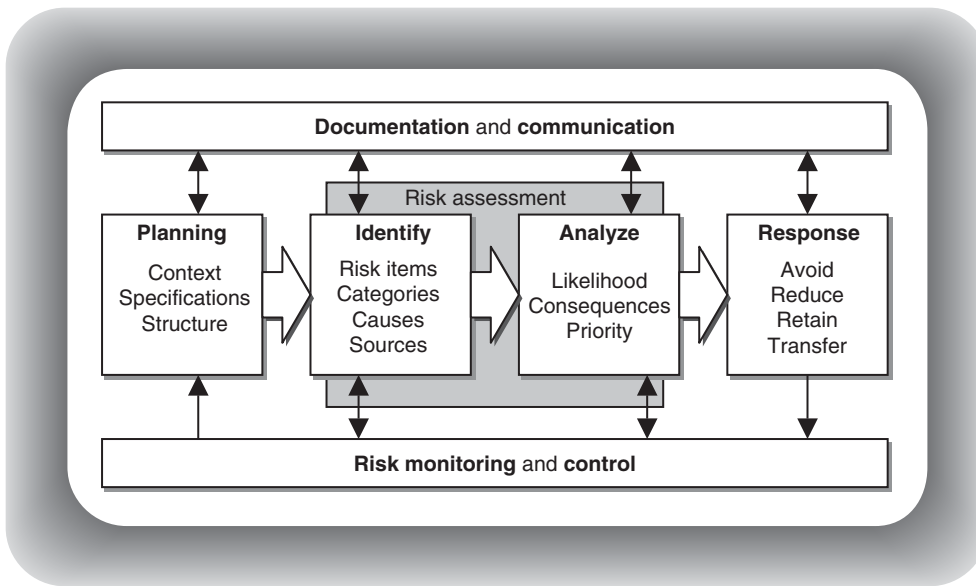 Documentation and communication
Risk assessment
Planning
Context
Specifications
Structure
Identify
Risk items
Categories
Causes
Sources
Analyze
Likelihood
Consequences
Priority
Response
Avoid
Reduce
Retain
Transfer
Risk monitoring and control